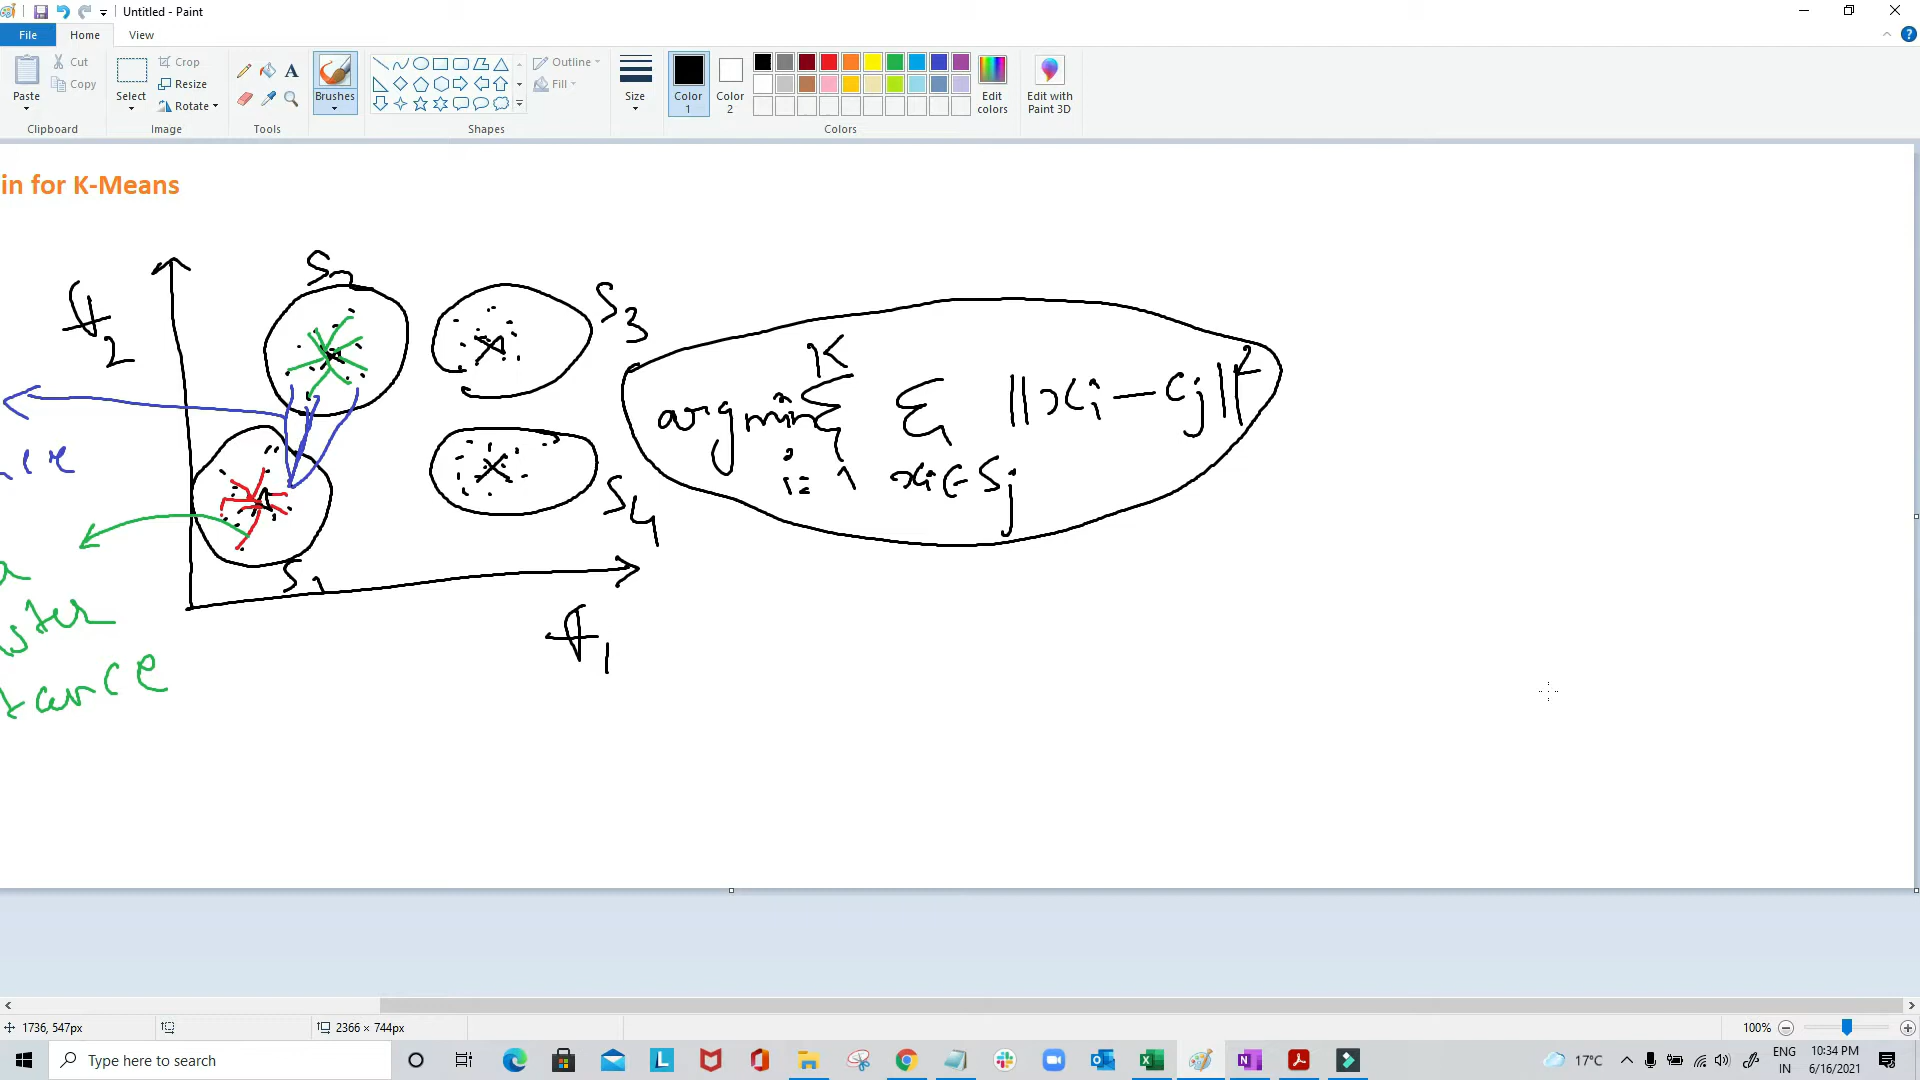 Untitled - Paint
File Home View
Paste
Cut
Copy
Clipboard
Select
Crop
Resize
Rotate
Image
Tools
Brushes
Shapes
Outline
Fill
Size
Color 1
Color 2
Edit colors
Edit with Paint 3D
Colors
in for K-Means
f2
S2
S3
S1
S4
f1
argmin K Σ i=1 Σ xi∈Sj ||xi - cj||²
a
ster
tance
1736, 547px
2366 × 744px
100%
Type here to search
17°C
ENG
IN
10:34 PM
6/16/2021